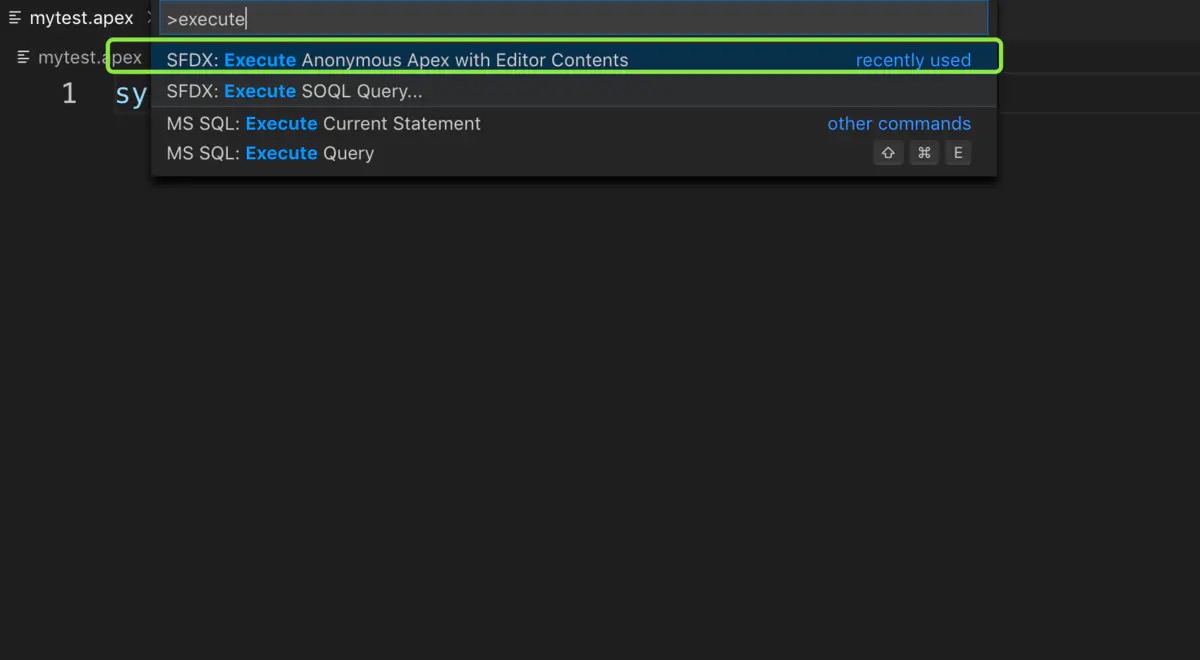 mytest.apex
>execute
mytest.apex
SFDX: Execute Anonymous Apex with Editor Contents recently used
1 sy
SFDX: Execute SOQL Query...
MS SQL: Execute Current Statement other commands
MS SQL: Execute Query ⇧ ⌘ E